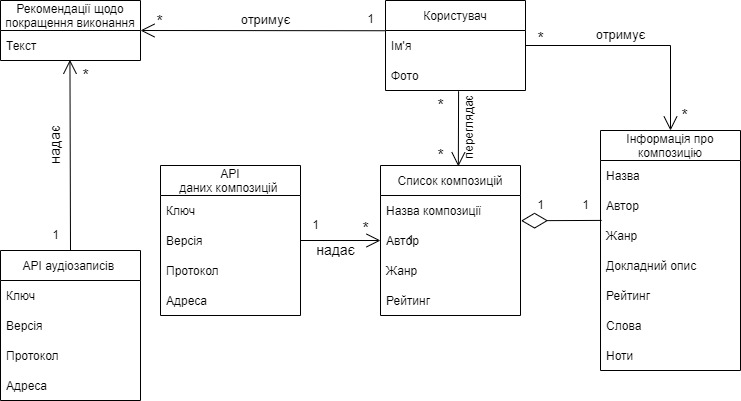 Рекомендації щодо
покращення виконання
Текст
*
отримує
1
Користувач
Ім'я
Фото
*
отримує
*
*
надає
1
*
переглядає
*
Інформація про
композицію
Назва
Автор
Жанр
Докладний опис
Рейтинг
Слова
Ноти
API
даних композицій
Ключ
Версія
Протокол
Адреса
1
*
надає
Список композицій
Назва композиції
Автор
Жанр
Рейтинг
1
1
API аудіозаписів
Ключ
Версія
Протокол
Адреса